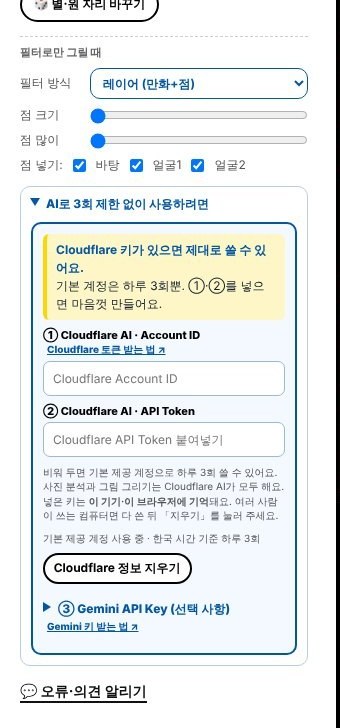 🎲 별·원 자리 바꾸기
필터로만 그릴 때
필터 방식 레이어 (만화+점)
점 크기
점 많이
점 넣기: 바탕 얼굴1 얼굴2
▼ AI로 3회 제한 없이 사용하려면
Cloudflare 키가 있으면 제대로 쓸 수 있
어요.
기본 계정은 하루 3회뿐. ①·②를 넣으
면 마음껏 만들어요.
① Cloudflare AI · Account ID
Cloudflare 토큰 받는 법 ↗
Cloudflare Account ID
② Cloudflare AI · API Token
Cloudflare API Token 붙여넣기
비워 두면 기본 제공 계정으로 하루 3회 쓸 수 있어요.
사진 분석과 그림 그리기는 Cloudflare AI가 모두 해요.
넣은 키는 이 기기·이 브라우저에 기억돼요. 여러 사람
이 쓰는 컴퓨터면 다 쓴 뒤 「지우기」를 눌러 주세요.
기본 제공 계정 사용 중 · 한국 시간 기준 하루 3회
Cloudflare 정보 지우기
▶ ③ Gemini API Key (선택 사항)
Gemini 키 받는 법 ↗
💬 오류·의견 알리기